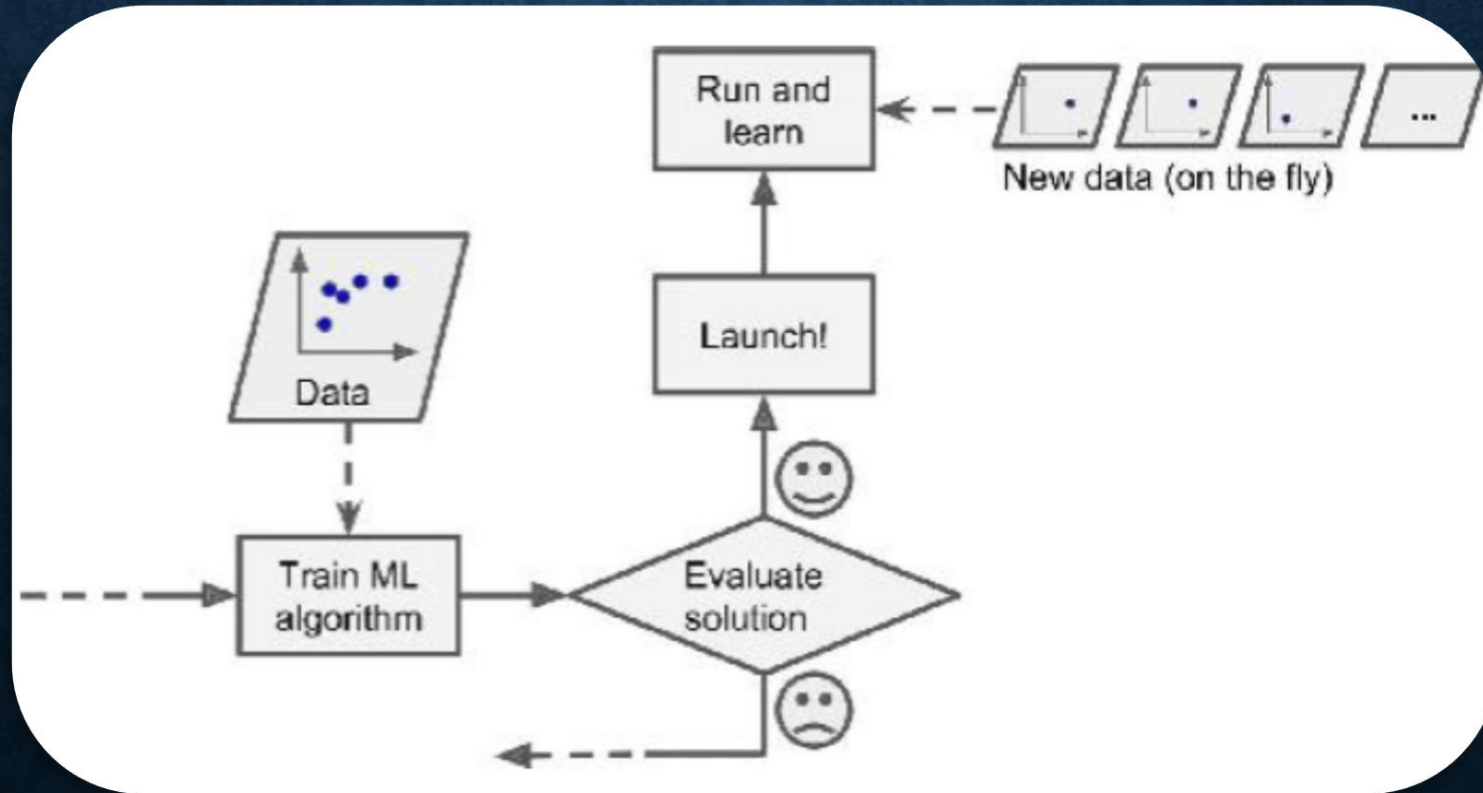 Run and
learn
...
New data (on the fly)
Data
Launch!
Train ML
algorithm
Evaluate
solution